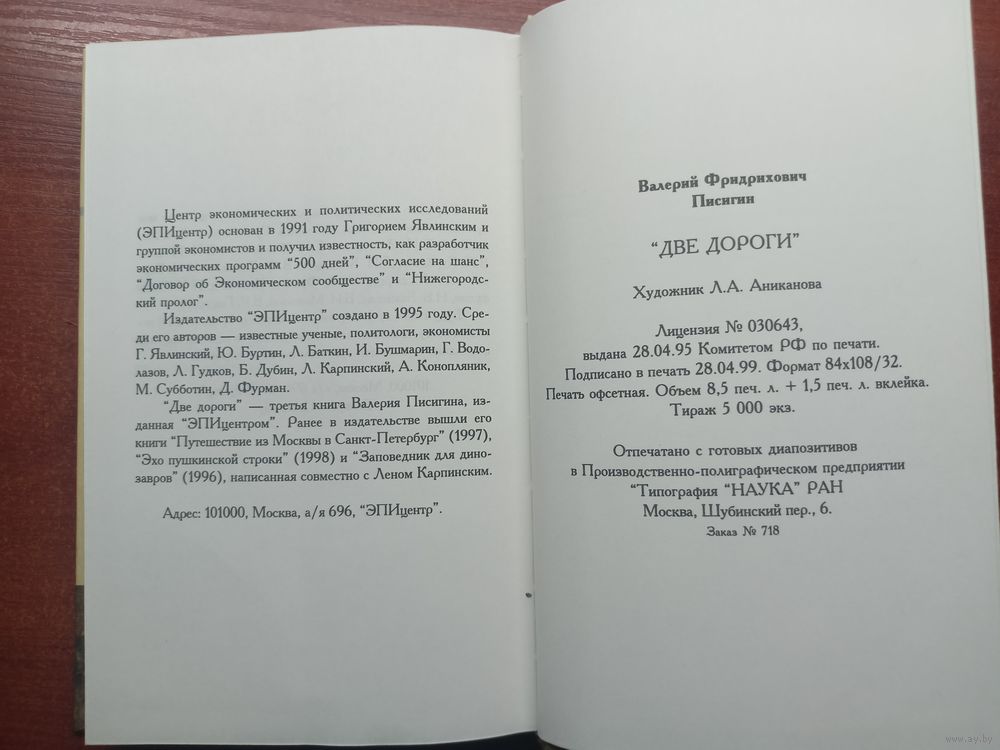 Центр экономических и политических исследований
(ЭПИцентр) основан в 1991 году Григорием Явлинским и
группой экономистов и получил известность, как разработчик
экономических программ "500 дней", "Согласие на шанс",
"Договор об Экономическом сообществе" и "Нижегородс-
кий пролог".
Издательство "ЭПИцентр" создано в 1995 году. Сре-
ди его авторов — известные ученые, политологи, экономисты
Г. Явлинский, Ю. Буртин, Л. Баткин, И. Бушмарин, Г. Водо-
лазов, Л. Гудков, Б. Дубин, Л. Карпинский, А. Конопляник,
М. Субботин, Д. Фурман.
"Две дороги" — третья книга Валерия Писигина, из-
данная "ЭПИцентром". Ранее в издательстве вышли его
книги "Путешествие из Москвы в Санкт-Петербург" (1997),
"Эхо пушкинской строки" (1998) и "Заповедник для дино-
завров" (1996), написанная совместно с Леном Карпинским.
Адрес: 101000, Москва, а/я 696, "ЭПИцентр".
Валерий Фридрихович
Писигин
"ДВЕ ДОРОГИ"
Художник Л.А. Аниканова
Лицензия № 030643,
выдана 28.04.95 Комитетом РФ по печати.
Подписано в печать 28.04.99. Формат 84х108/32.
Печать офсетная. Объем 8,5 печ. л. + 1,5 печ. л. вклейка.
Тираж 5 000 экз.
Отпечатано с готовых диапозитивов
в Производственно-полиграфическом предприятии
"Типография "НАУКА" РАН
Москва, Шубинский пер., 6.
Заказ № 718
www.ay.by